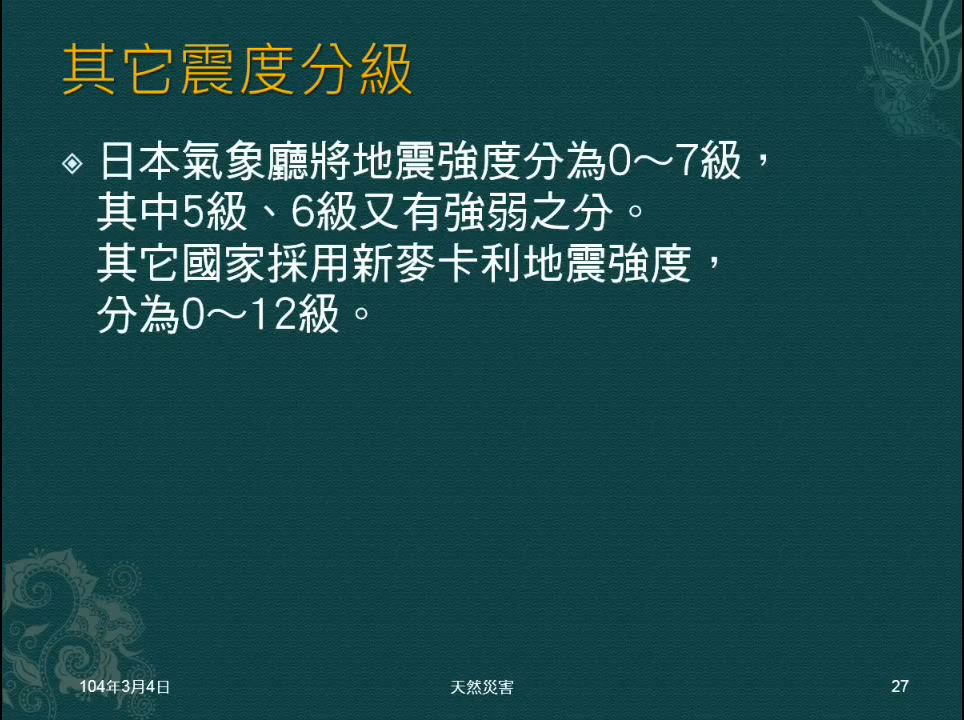 其它震度分級
日本氣象廳將地震強度分為0～7級，
其中5級、6級又有強弱之分。
其它國家採用新麥卡利地震強度，
分為0～12級。
104年3月4日
天然災害
27